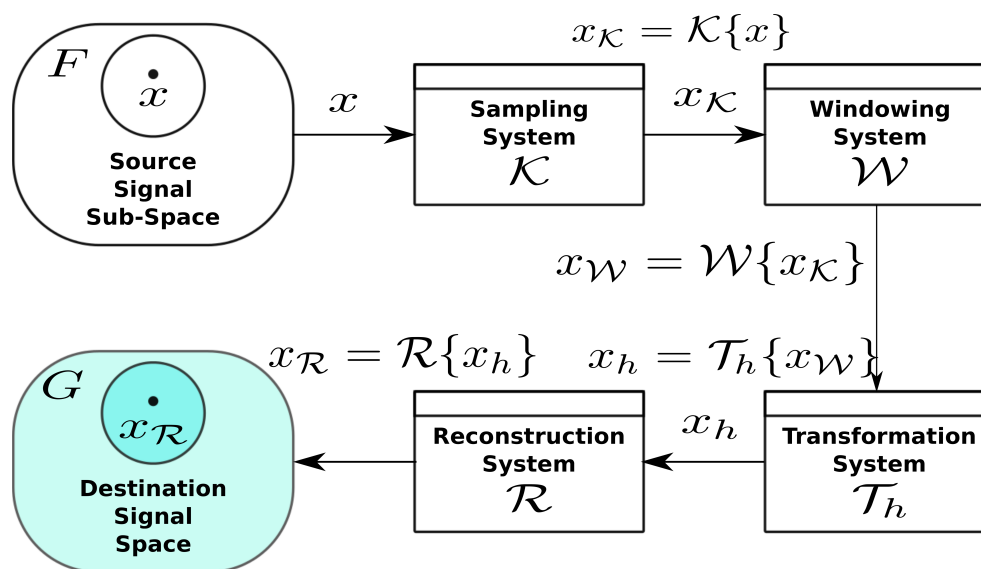 x_𝒦 = 𝒦{x}
F
x
Source
Signal
Sub-Space
x
Sampling
System
𝒦
x_𝒦
Windowing
System
𝒲
x_𝒲 = 𝒲{x_𝒦}
x_ℛ = ℛ{x_h}
x_h = 𝒯_h{x_𝒲}
G
x_ℛ
Destination
Signal
Space
Reconstruction
System
ℛ
x_h
Transformation
System
𝒯_h